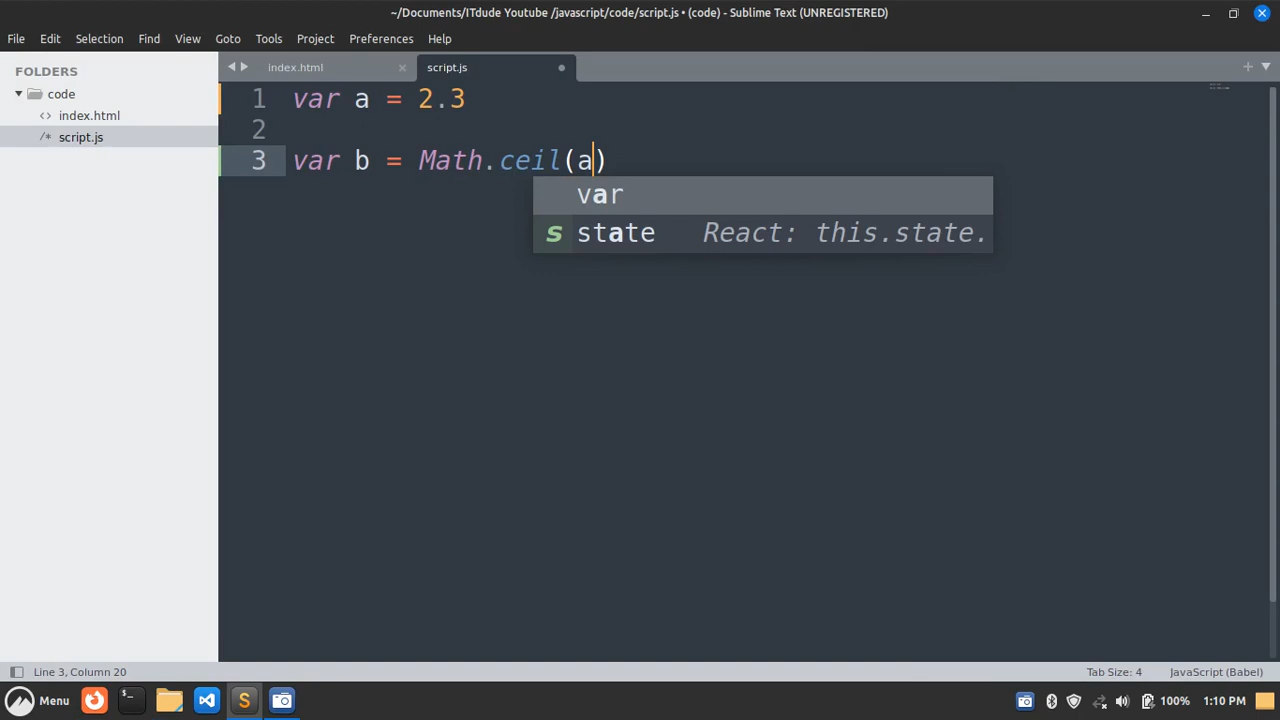 ~/Documents/ITdude Youtube /javascript/code/script.js • (code) - Sublime Text (UNREGISTERED)
File Edit Selection Find View Goto Tools Project Preferences Help
FOLDERS
code
<> index.html
/* script.js
index.html
script.js
1 var a = 2.3
2
3 var b = Math.ceil(a)
var
s state React: this.state.
Line 3, Column 20
Tab Size: 4
JavaScript (Babel)
Menu
S
100%
1:10 PM